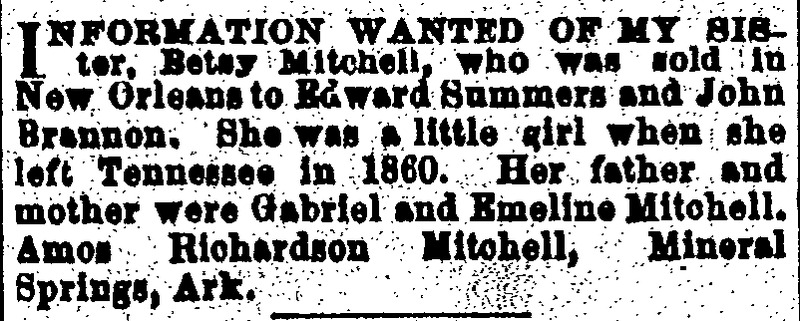 INFORMATION WANTED OF MY SIS-
ter, Betsy Mitchell, who was sold in
New Orleans to Edward Summers and John
Brannon. She was a little girl when she
left Tennessee in 1860. Her father and
mother were Gabriel and Emeline Mitchell.
Amos Richardson Mitchell, Mineral
Springs, Ark.